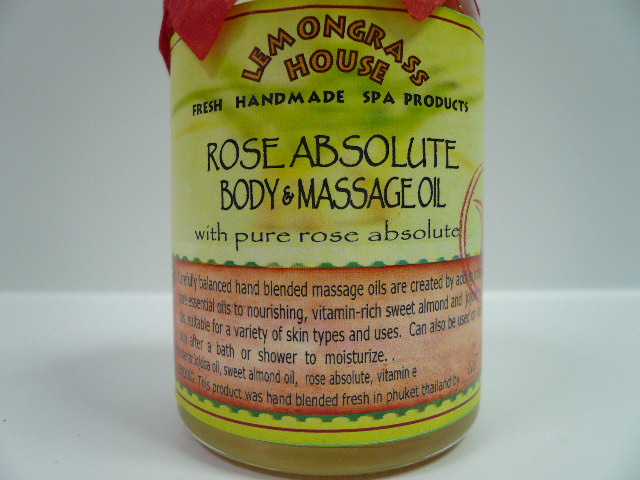 LEMONGRASS
HOUSE
FRESH HANDMADE SPA PRODUCTS
ROSE ABSOLUTE
BODY & MASSAGE OIL
with pure rose absolute
balanced hand blended massage oils are created by
essential oils to nourishing, vitamin-rich sweet almond and
suitable for a variety of skin types and uses. Can also be used
after a bath or shower to moisturize.
jojoba oil, sweet almond oil, rose absolute, vitamin e
This product was hand blended fresh in phuket thailand by